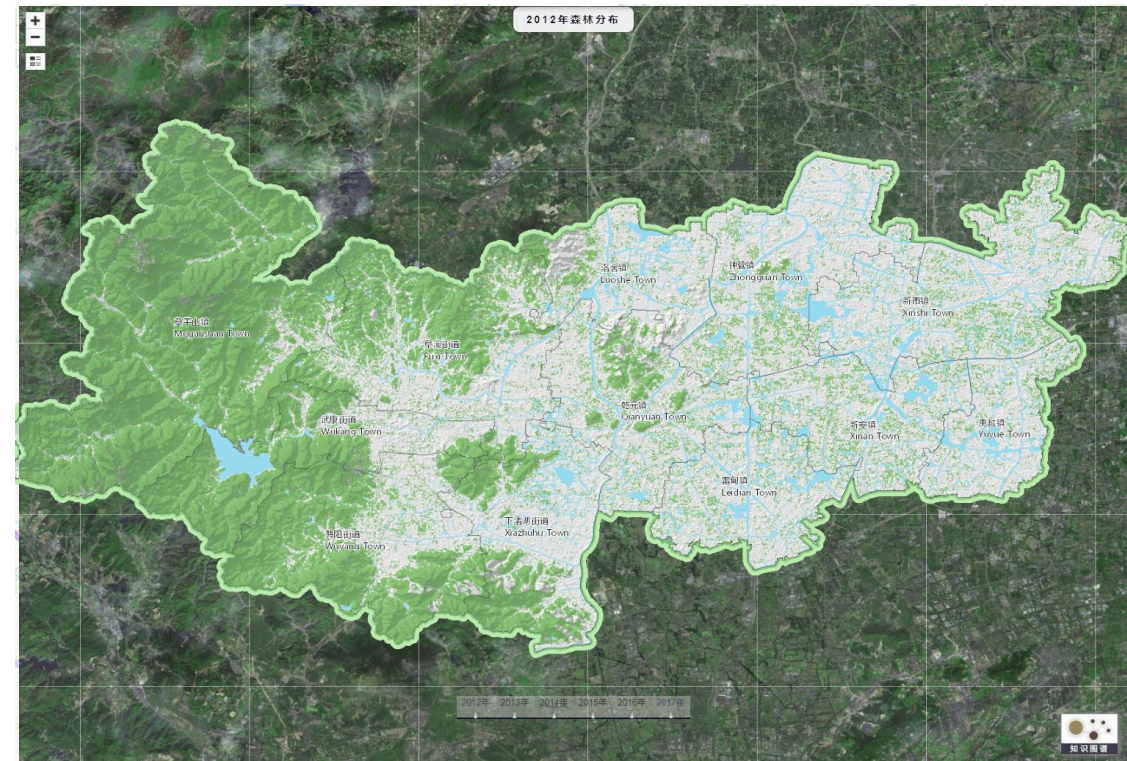 +
−
2012年森林分布
洛舍镇
Luoshe Town
钟管镇
Zhongguan Town
新市镇
Xinshi Town
莫干山镇
Moganshan Town
阜溪街道
Fuxi Town
乾元镇
Qianyuan Town
武康街道
Wukang Town
新安镇
Xinan Town
禹越镇
Yuyue Town
雷甸镇
Leidian Town
下渚湖街道
Xiazhuhu Town
舞阳街道
Wuyang Town
2012年 2013年 2014年 2015年 2016年 2017年
知识图谱